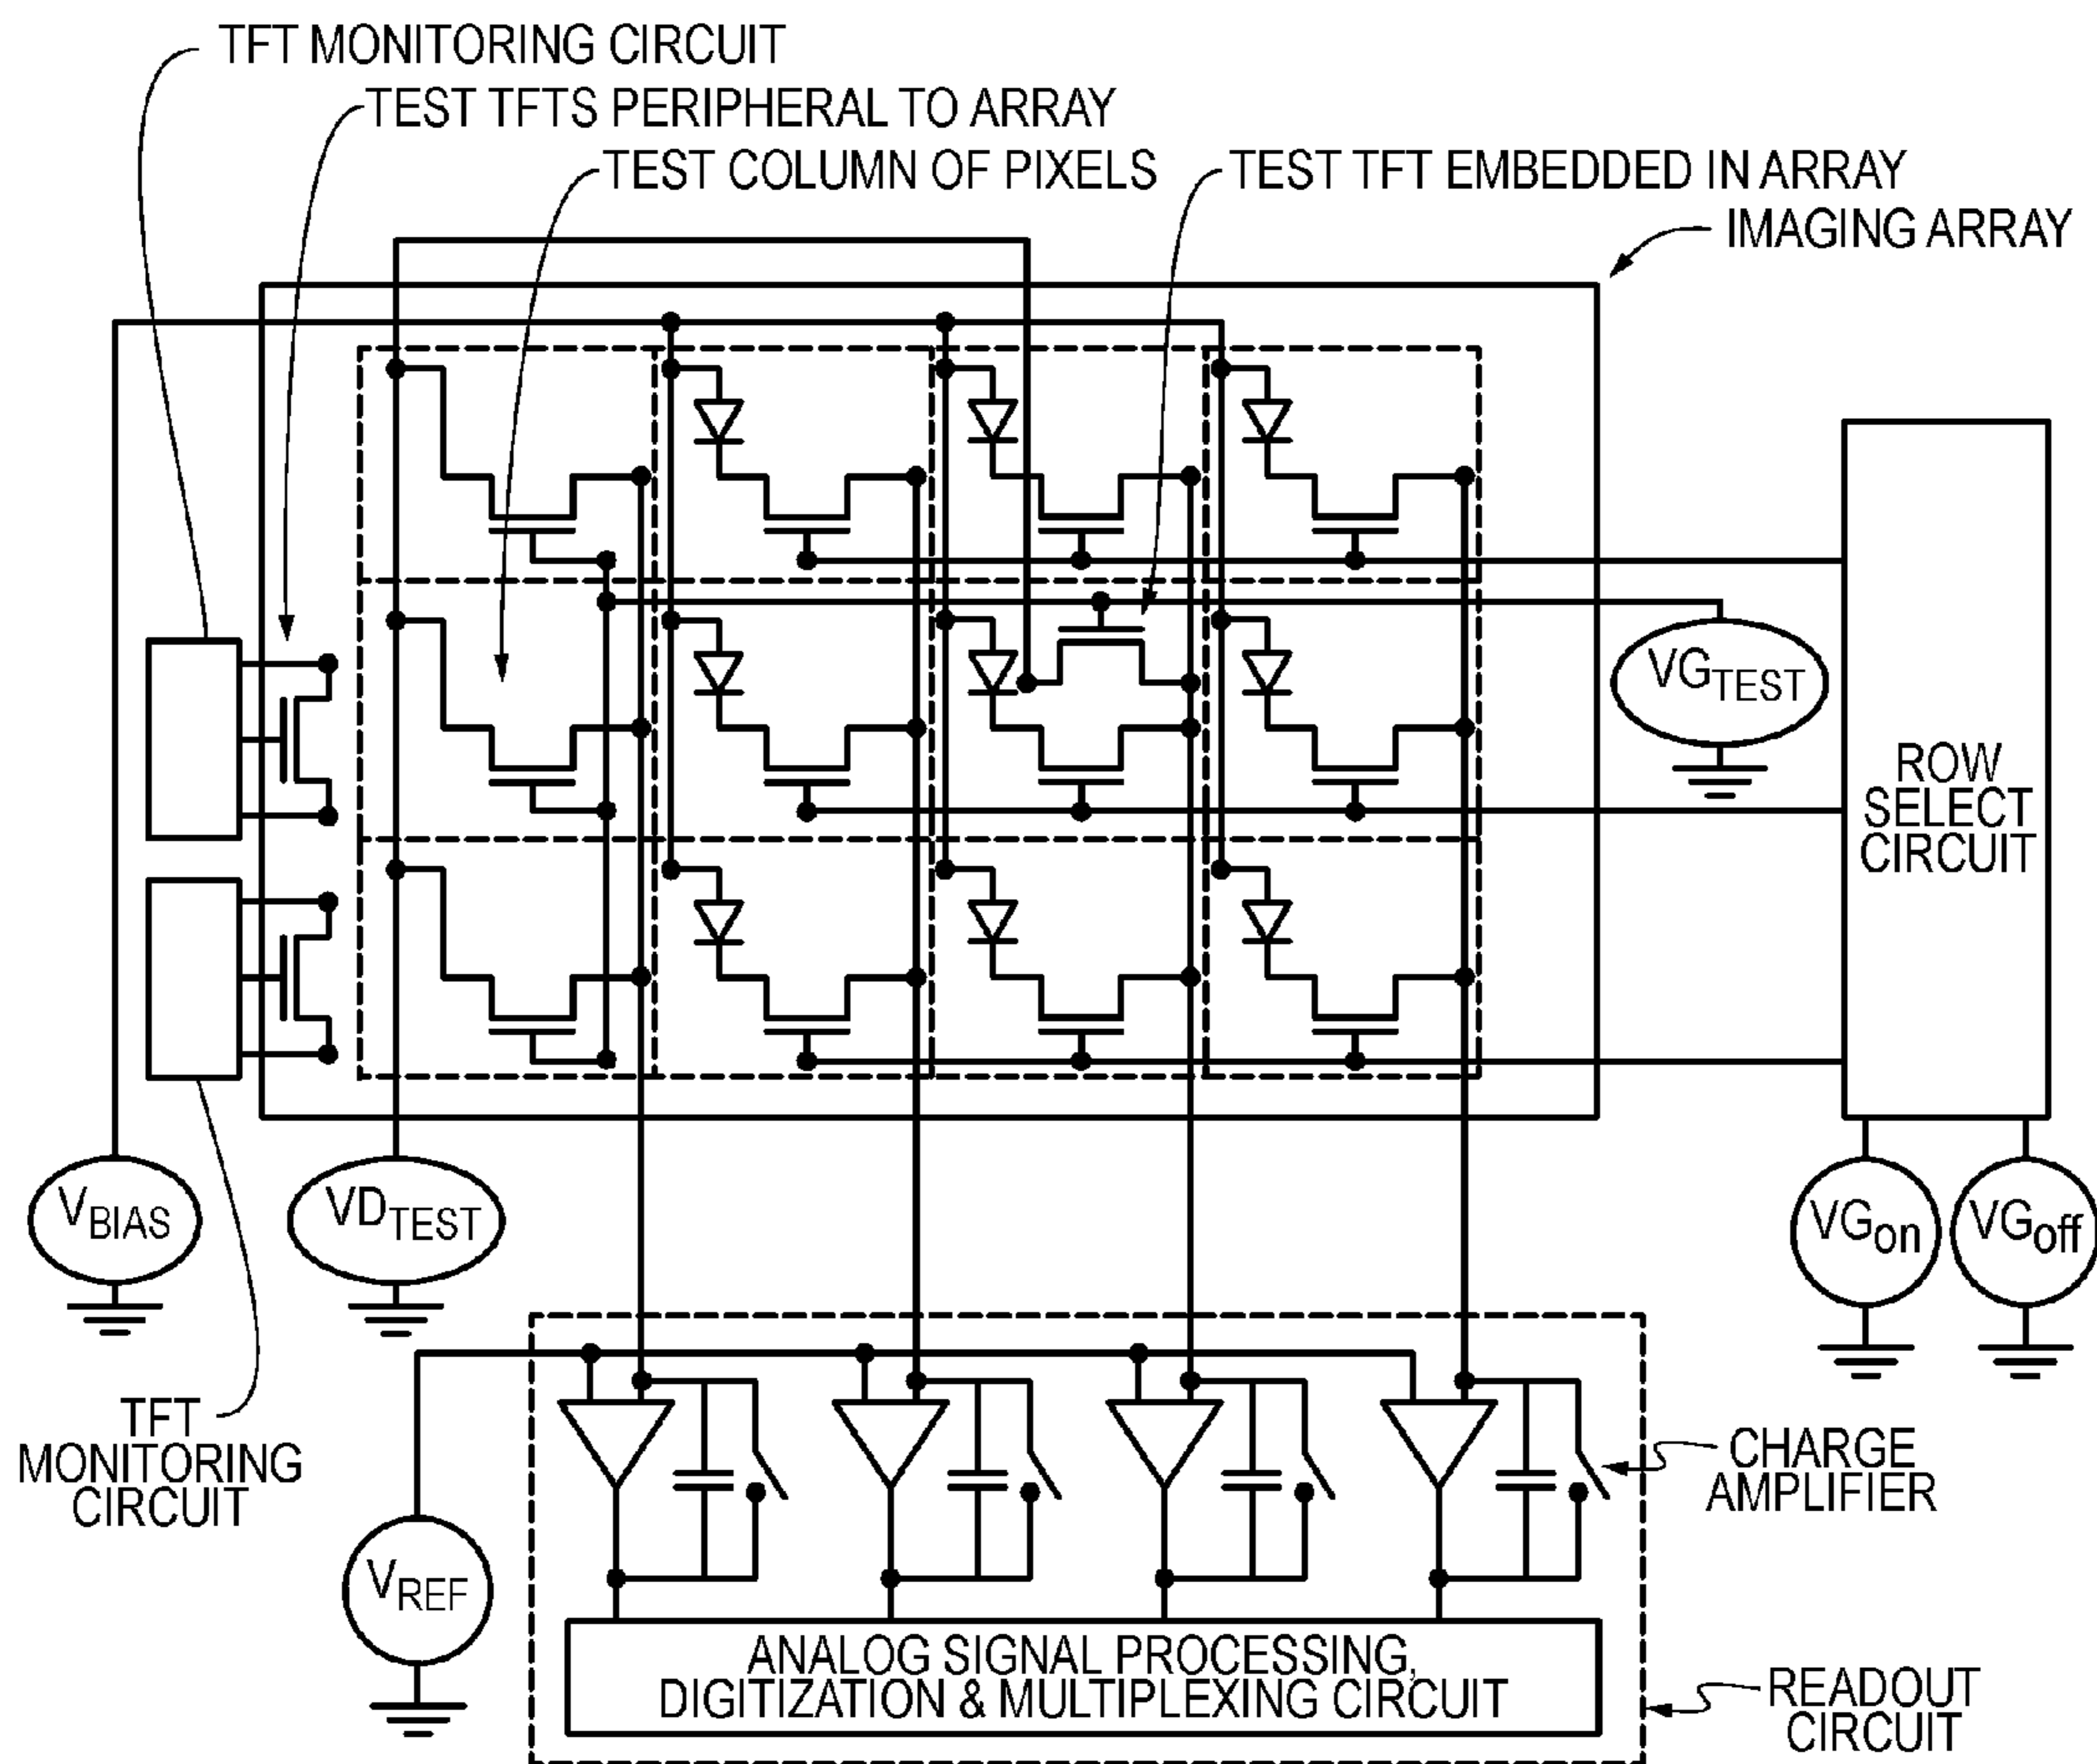 TFT MONITORING CIRCUIT
TEST TFTS PERIPHERAL TO ARRAY
TEST COLUMN OF PIXELS
TEST TFT EMBEDDED IN ARRAY
IMAGING ARRAY
VGTEST
ROW
SELECT
CIRCUIT
VBIAS
VDTEST
VGon
VGoff
TFT
MONITORING
CIRCUIT
CHARGE
AMPLIFIER
VREF
ANALOG SIGNAL PROCESSING,
DIGITIZATION & MULTIPLEXING CIRCUIT
READOUT
CIRCUIT